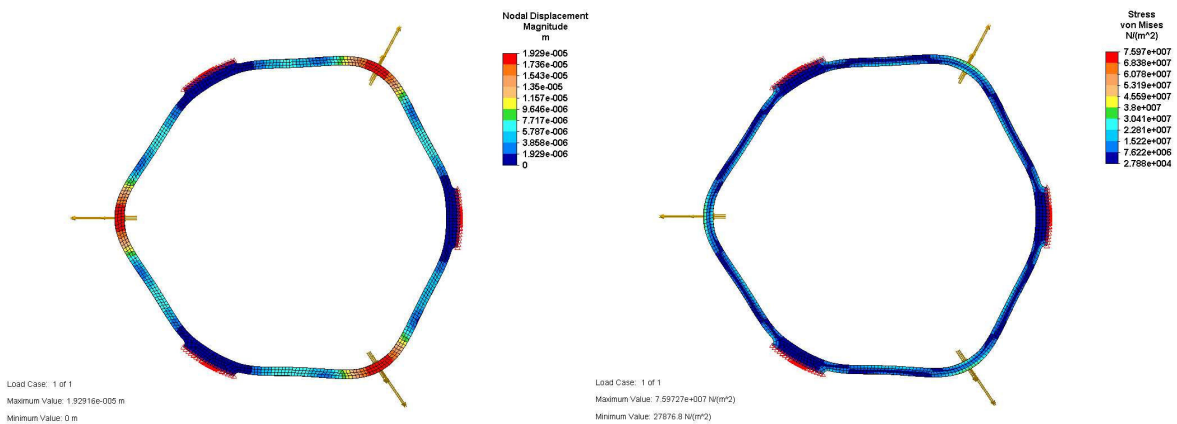 Nodal Displacement
Magnitude
m
1.929e-005
1.736e-005
1.543e-005
1.35e-005
1.157e-005
9.646e-006
7.717e-006
5.787e-006
3.858e-006
1.929e-006
0
Load Case: 1 of 1
Maximum Value: 1.92916e-005 m
Minimum Value: 0 m
Stress
von Mises
N/(m^2)
7.597e+007
6.838e+007
6.078e+007
5.319e+007
4.559e+007
3.8e+007
3.041e+007
2.281e+007
1.522e+007
7.622e+006
2.788e+004
Load Case: 1 of 1
Maximum Value: 7.59727e+007 N/(m^2)
Minimum Value: 27876.8 N/(m^2)